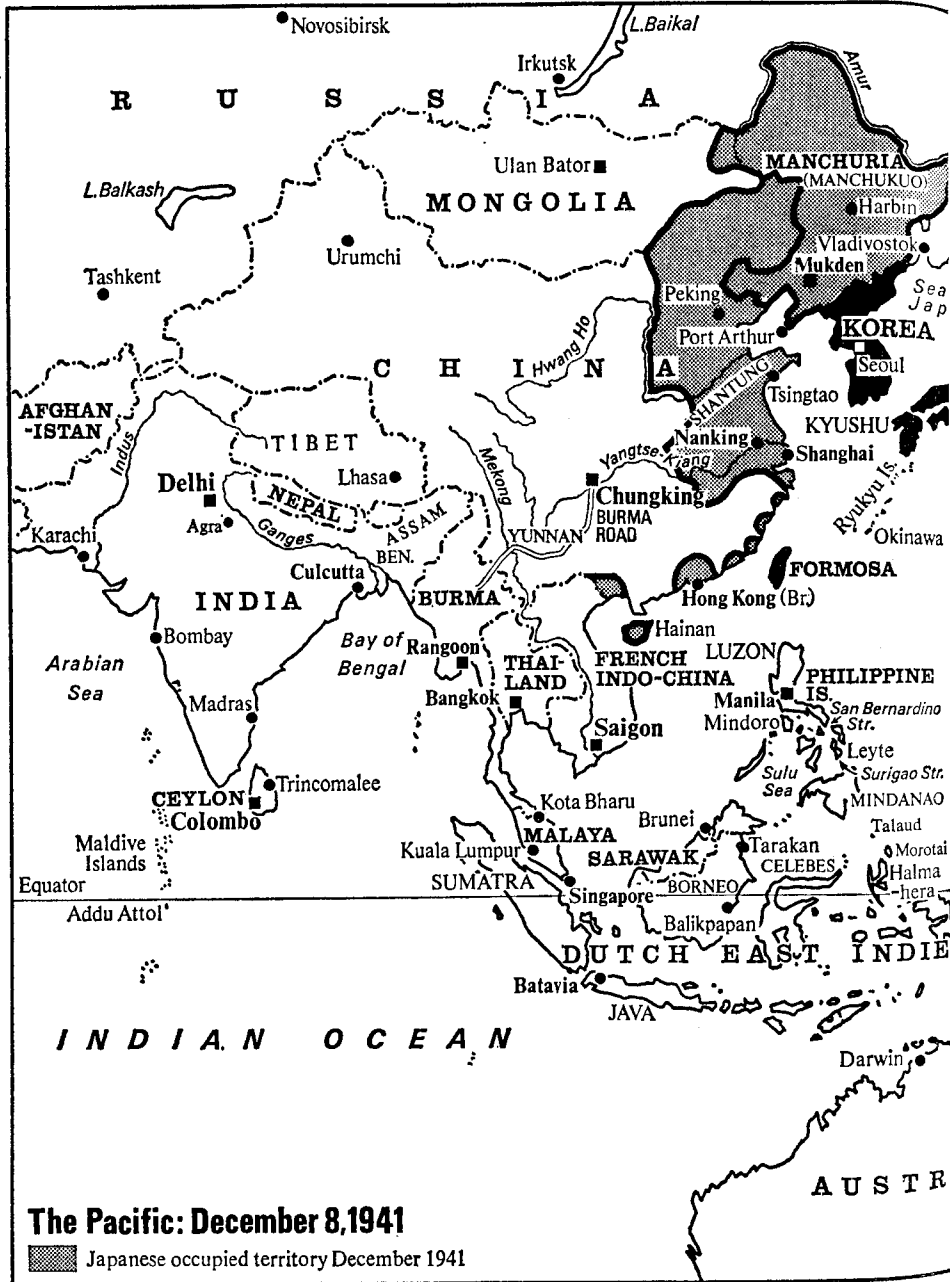 Novosibirsk
L.Baikal
Irkutsk
Amur
RUSSIA
MANCHURIA
(MANCHUKUO)
Ulan Bator
L.Balkash
MONGOLIA
Harbin
Urumchi
Vladivostok
Mukden
Tashkent
Peking
Sea
Jap
Port Arthur
KOREA
Hwang Ho
CHINA
Seoul
SHANTUNG
Tsingtao
AFGHAN
-ISTAN
KYUSHU
Indus
TIBET
Nanking
Shanghai
Mekong
Yangtse-Kiang
Lhasa
Delhi
Chungking
NEPAL
BURMA
ROAD
Ryukyu Is.
Agra
ASSAM
YUNNAN
Okinawa
Karachi
Ganges
BEN.
Culcutta
FORMOSA
INDIA
BURMA
Hong Kong (Br.)
Bombay
Bay of
Bengal
Hainan
Rangoon
LUZON
Arabian
Sea
THAI-
LAND
FRENCH
INDO-CHINA
PHILIPPINE
IS.
Bangkok
Manila
San Bernardino
Str.
Madras
Mindoro
Saigon
Leyte
Sulu
Sea
Surigao Str.
Trincomalee
CEYLON
Colombo
Kota Bharu
MINDANAO
Brunei
Talaud
Maldive
Islands
MALAYA
Kuala Lumpur
SARAWAK
Tarakan
Morotai
CELEBES
Halma
-hera
Equator
SUMATRA
BORNEO
Singapore
Addu Attol
Balikpapan
DUTCH EAST INDIE
Batavia
JAVA
INDIAN OCEAN
Darwin
AUSTR
The Pacific: December 8,1941
Japanese occupied territory December 1941